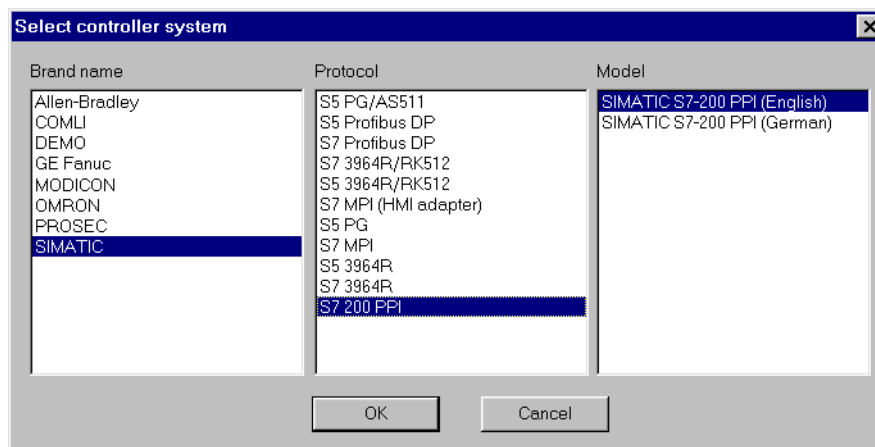 Select controller system
Brand name
Protocol
Model
Allen-Bradley
COMLI
DEMO
GE Fanuc
MODICON
OMRON
PROSEC
SIMATIC
S5 PG/AS511
S5 Profibus DP
S7 Profibus DP
S7 3964R/RK512
S5 3964R/RK512
S7 MPI (HMI adapter)
S5 PG
S7 MPI
S5 3964R
S7 3964R
S7 200 PPI
SIMATIC S7-200 PPI (English)
SIMATIC S7-200 PPI (German)
OK
Cancel